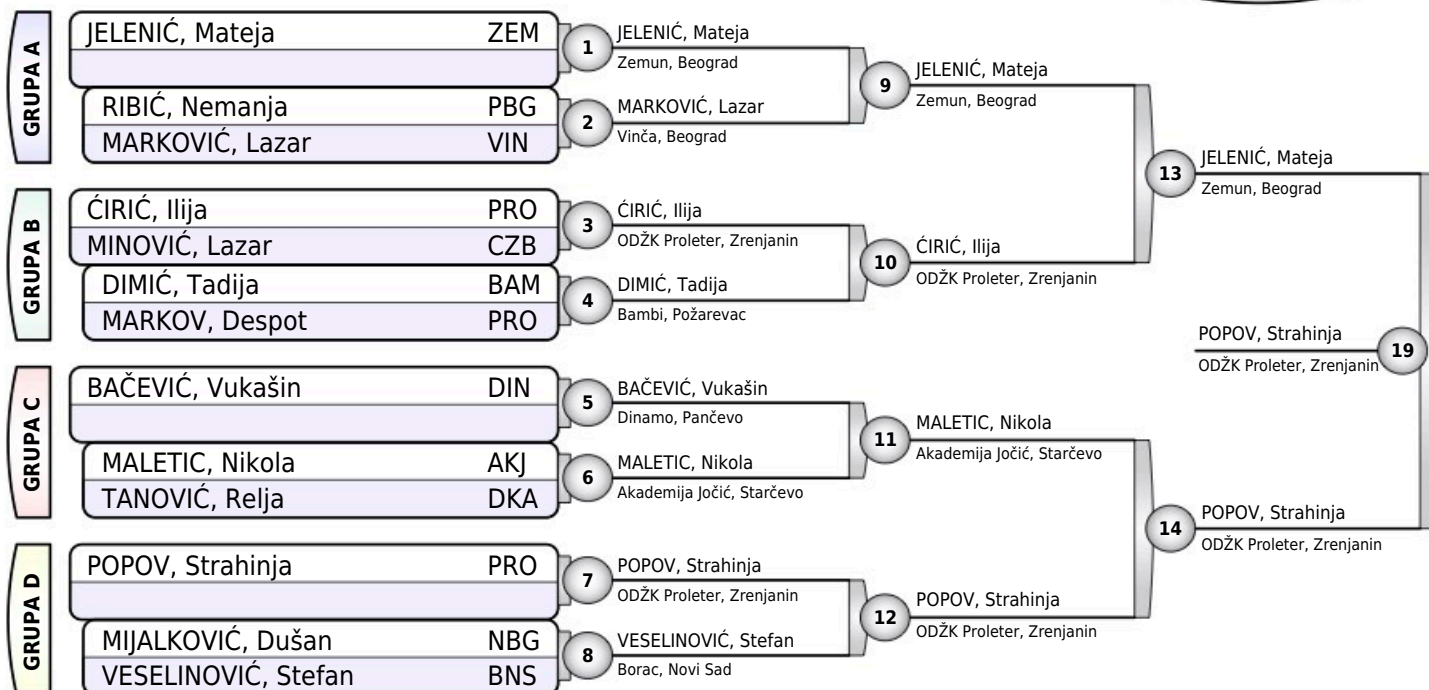 GRUPA A
JELENIĆ, Mateja ZEM
RIBIĆ, Nemanja PBG
MARKOVIĆ, Lazar VIN
GRUPA B
ĆIRIĆ, Ilija PRO
MINOVIĆ, Lazar CZB
DIMIĆ, Tadija BAM
MARKOV, Despot PRO
GRUPA C
BAČEVIĆ, Vukašin DIN
MALETIC, Nikola AKJ
TANOVIĆ, Relja DKA
GRUPA D
POPOV, Strahinja PRO
MIJALKOVIĆ, Dušan NBG
VESELINOVIĆ, Stefan BNS
1
JELENIĆ, Mateja
Zemun, Beograd
2
MARKOVIĆ, Lazar
Vinča, Beograd
3
ĆIRIĆ, Ilija
ODŽK Proleter, Zrenjanin
4
DIMIĆ, Tadija
Bambi, Požarevac
5
BAČEVIĆ, Vukašin
Dinamo, Pančevo
6
MALETIC, Nikola
Akademija Jočić, Starčevo
7
POPOV, Strahinja
ODŽK Proleter, Zrenjanin
8
VESELINOVIĆ, Stefan
Borac, Novi Sad
9
JELENIĆ, Mateja
Zemun, Beograd
10
ĆIRIĆ, Ilija
ODŽK Proleter, Zrenjanin
11
MALETIC, Nikola
Akademija Jočić, Starčevo
12
POPOV, Strahinja
ODŽK Proleter, Zrenjanin
13
JELENIĆ, Mateja
Zemun, Beograd
14
POPOV, Strahinja
ODŽK Proleter, Zrenjanin
POPOV, Strahinja
ODŽK Proleter, Zrenjanin
19